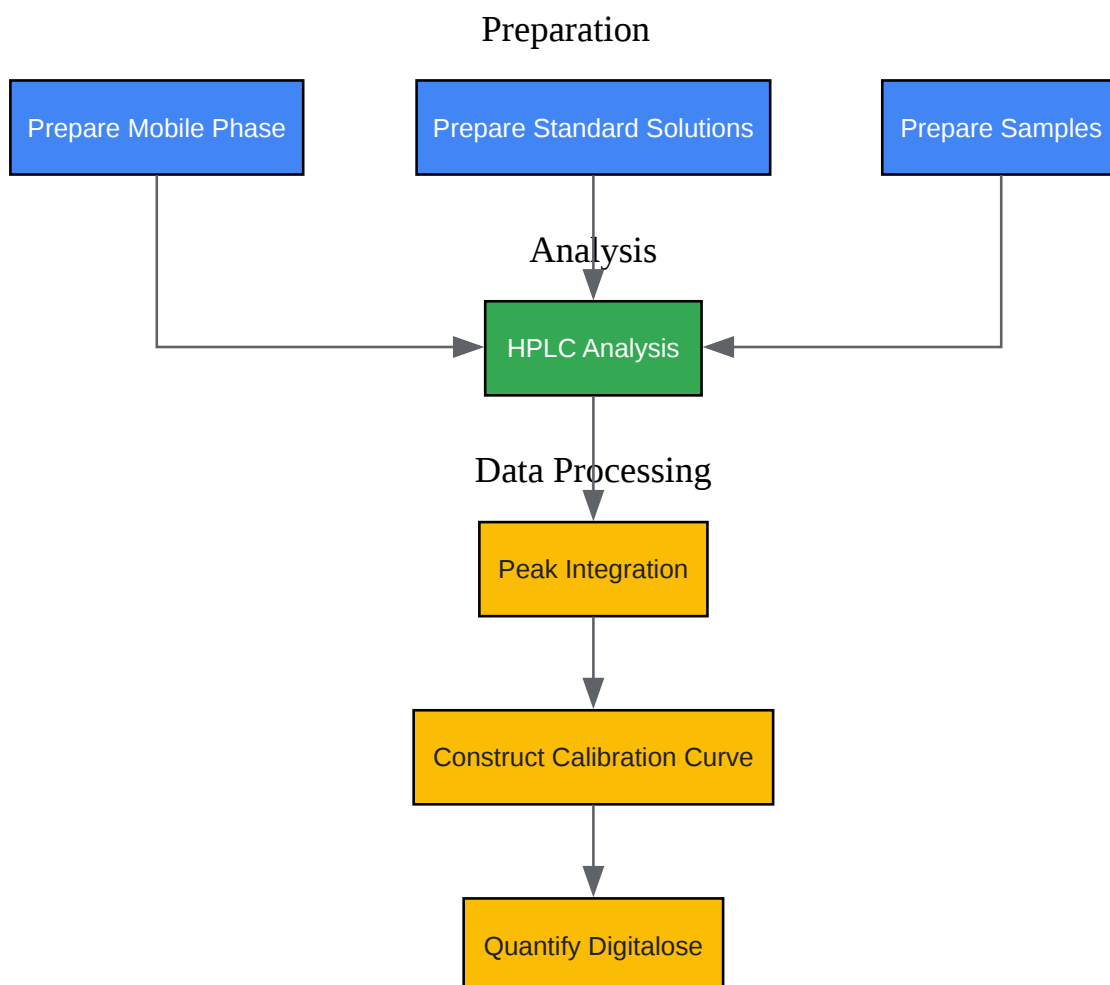 Preparation
Prepare Mobile Phase
Prepare Standard Solutions
Prepare Samples
Analysis
HPLC Analysis
Data Processing
Peak Integration
Construct Calibration Curve
Quantify Digitalose